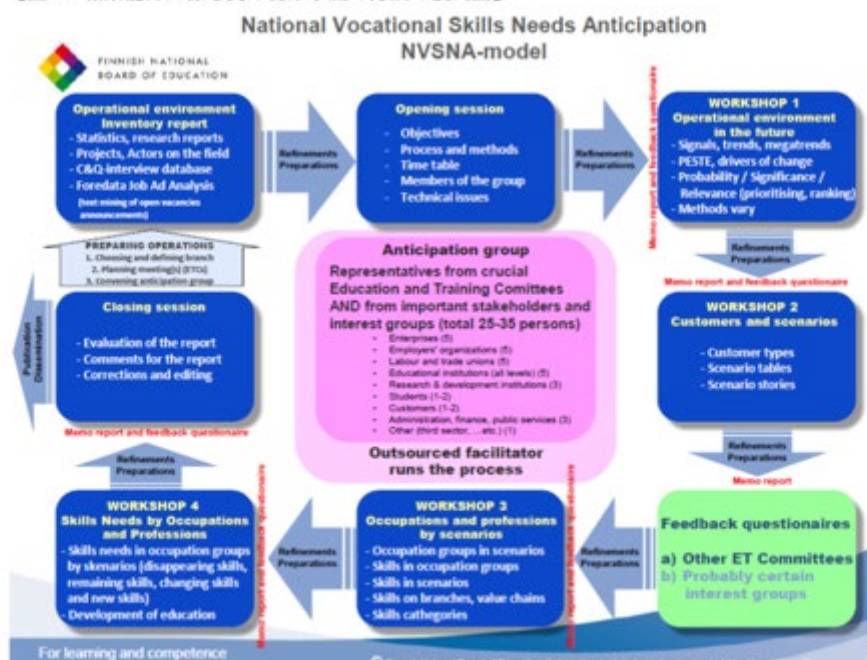 National Vocational Skills Needs Anticipation
NVSNA-model
FINNISH NATIONAL
BOARD OF EDUCATION
Operational environment
Inventory report
- Statistics, research reports
- Projects, Actors on the field
- C&Q-interview database
- Foredata Job Ad Analysis
(text mining of open vacancies
announcements)
Refinements
Preparations
Opening session
- Objectives
- Process and methods
- Time table
- Members of the group
- Technical issues
Refinements
Preparations
Memo report and feedback questionaire
WORKSHOP 1
Operational environment
in the future
- Signals, trends, megatrends
- PESTE, drivers of change
- Probability / Significance /
Relevance (prioritising, ranking)
- Methods vary
Refinements
Preparations
Memo report and feedback questionaire
WORKSHOP 2
Customers and scenarios
- Customer types
- Scenario tables
- Scenario stories
Refinements
Preparations
Memo report
Feedback questionaires
a) Other ET Committees
b) Probably certain
interest groups
Memo report and feedback questionaire
Refinements
Preparations
WORKSHOP 3
Occupations and professions
by scenarios
- Occupation groups in scenarios
- Skills in occupation groups
- Skills in scenarios
- Skills on branches, value chains
- Skills cathegories
Memo report and feedback questionaire
Refinements
Preparations
WORKSHOP 4
Skills Needs by Occupations
and Professions
- Skills needs in occupation groups
by skenarios (disappearing skills,
remaining skills, changing skills
and new skills)
- Development of education
Refinements
Preparations
Memo report and feedback questionaire
Closing session
- Evaluation of the report
- Comments for the report
- Corrections and editing
Publication
Dissemination
PREPARING OPERATIONS
1. Choosing and defining branch
2. Planning meeting(s) (ETCs)
3. Convening anticipation group
Anticipation group
Representatives from crucial
Education and Training Comittees
AND from important stakeholders and
interest groups (total 25-35 persons)
- Enterprises (5)
- Employers' organizations (5)
- Labour and trade unions (5)
- Educational institutions (all levels) (5)
- Research & development institutions (3)
- Students (1-2)
- Customers (1-2)
- Administration, finance, public services (3)
- Other (third sector, ... etc.) (1)
Outsourced facilitator
runs the process
For learning and competence